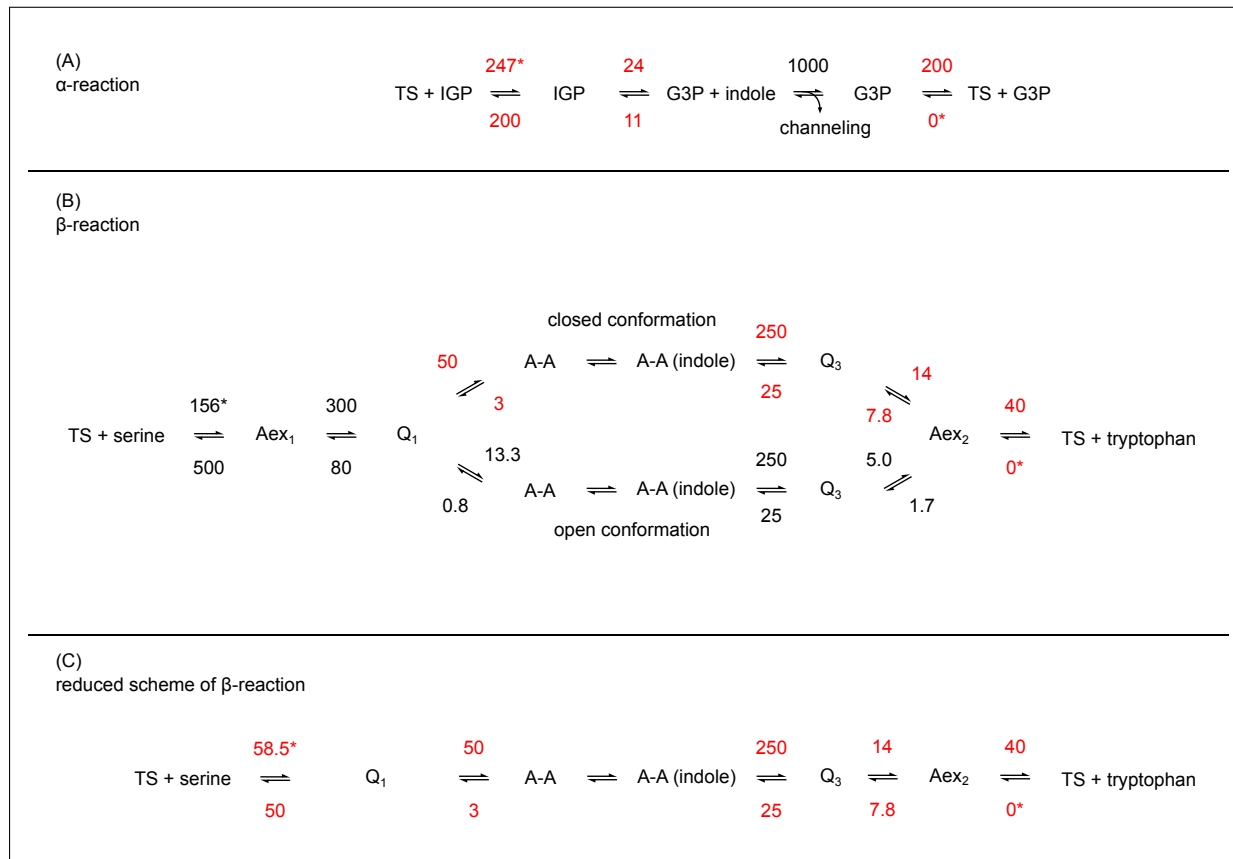 (A)
α-reaction
247* 24 1000 200
TS + IGP ⇌ IGP ⇌ G3P + indole ⇌ G3P ⇌ TS + G3P
200 11 channeling 0*
(B)
β-reaction
closed conformation
50 250 14
A-A ⇌ A-A (indole) ⇌ Q₃
3 25 7.8
156* 300 40
TS + serine ⇌ Aex₁ ⇌ Q₁ Aex₂ ⇌ TS + tryptophan
500 80 0*
13.3 250 5.0
A-A ⇌ A-A (indole) ⇌ Q₃
0.8 25 1.7
open conformation
(C)
reduced scheme of β-reaction
58.5* 50 250 14 40
TS + serine ⇌ Q₁ ⇌ A-A ⇌ A-A (indole) ⇌ Q₃ ⇌ Aex₂ ⇌ TS + tryptophan
50 3 25 7.8 0*